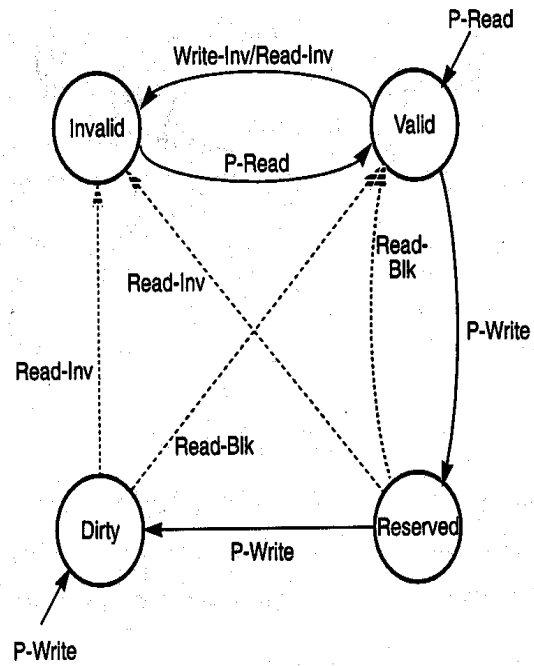 P-Read
Write-Inv/Read-Inv
Invalid
Valid
P-Read
Read-
Blk
Read-Inv
P-Write
Read-Inv
Read-Blk
Dirty
Reserved
P-Write
P-Write